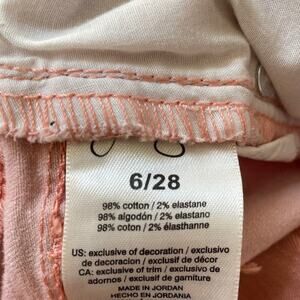 6/28
98% cotton / 2% elastane
98% algodón / 2% elastano
98% coton / 2% élasthanne
US: exclusive of decoration / exclusivo
de decoracion / exclusif de décor
CA: exclusive of trim / exclusivo de
adornos / exclusif de garniture
MADE IN JORDAN
HECHO EN JORDANIA